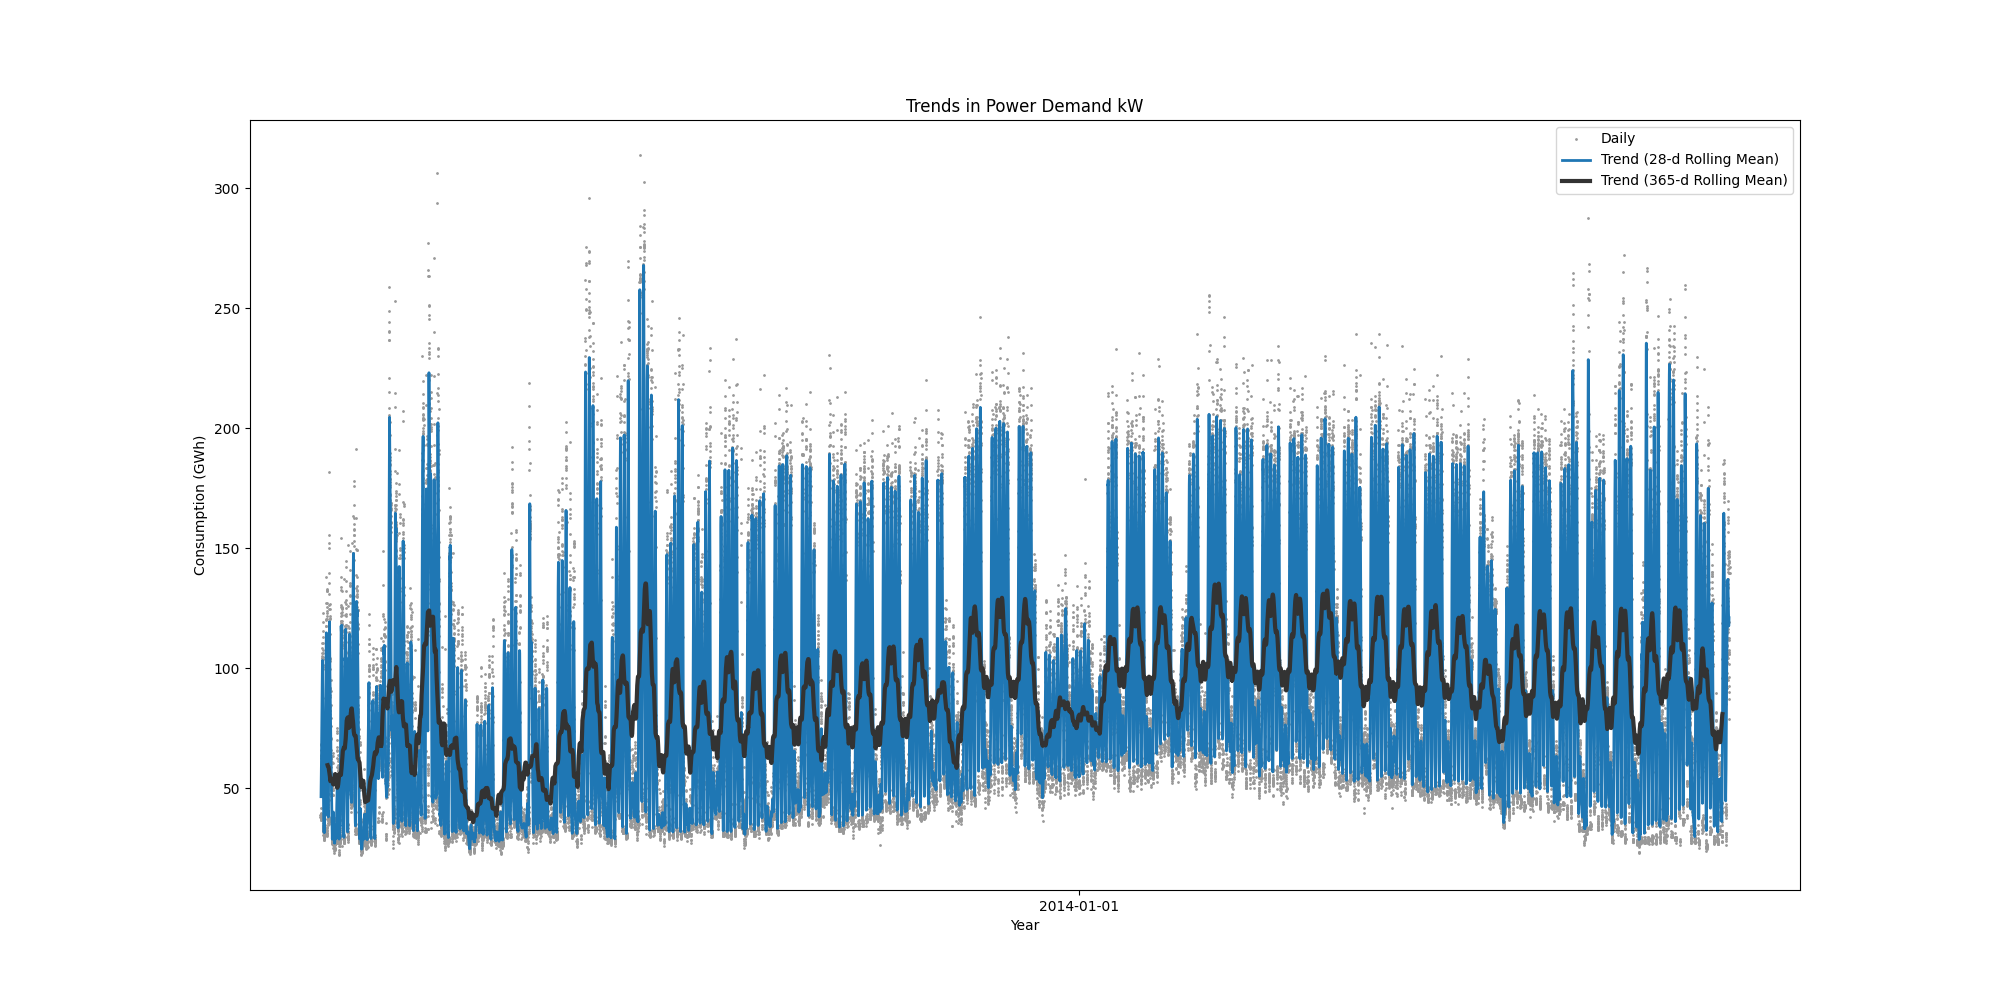 Trends in Power Demand kW
Daily
Trend (28-d Rolling Mean)
Trend (365-d Rolling Mean)
300
250
200
150
100
50
Consumption (GWh)
2014-01-01
Year